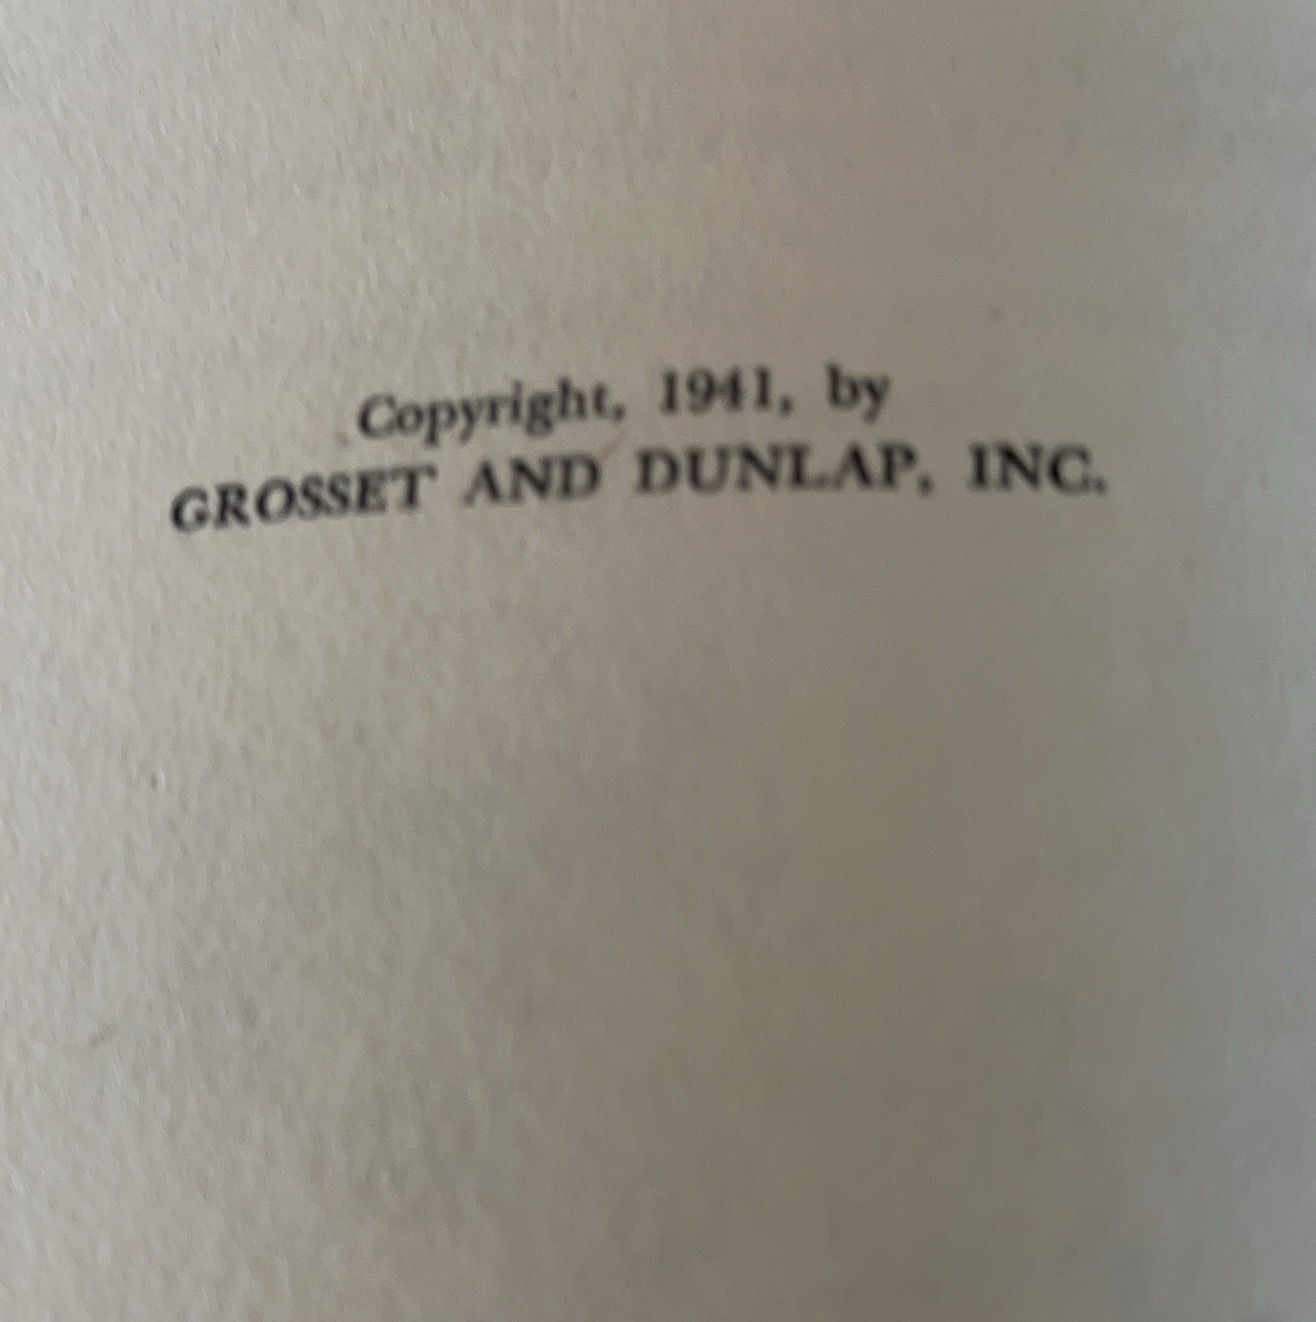 Copyright, 1941, by
GROSSET AND DUNLAP, INC.